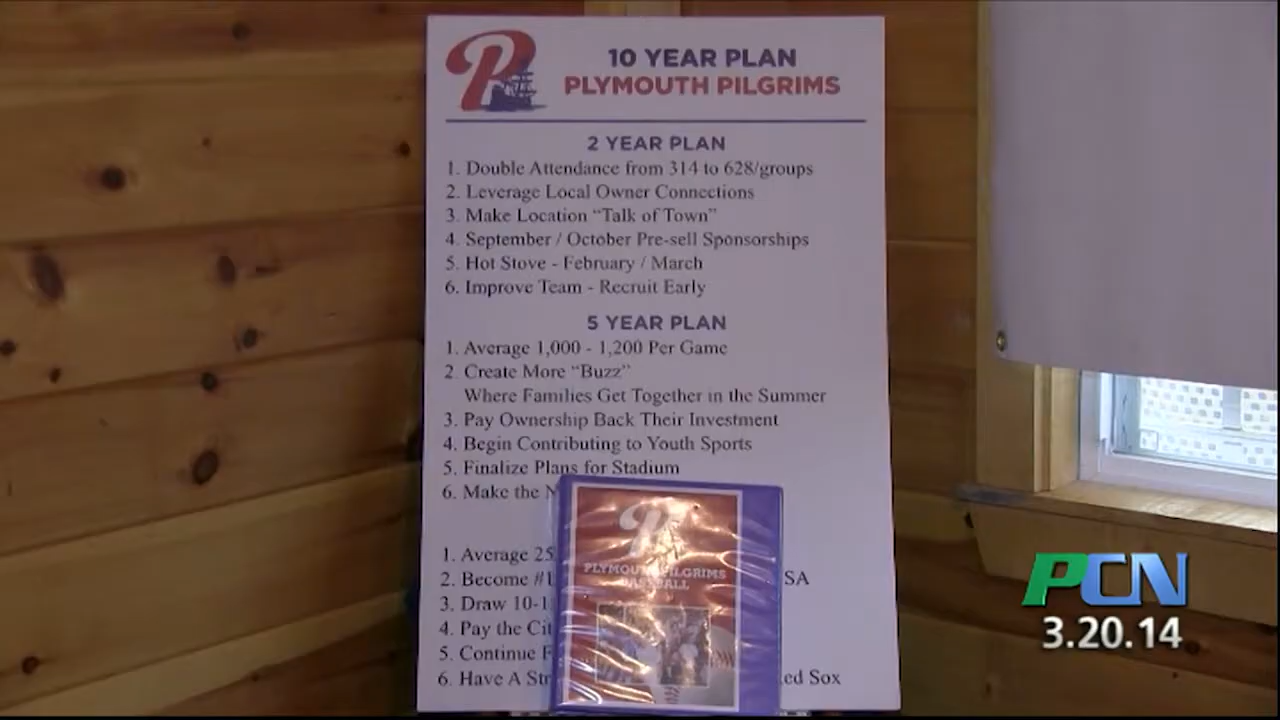 10 YEAR PLAN
PLYMOUTH PILGRIMS
2 YEAR PLAN
1. Double Attendance from 314 to 628/groups
2. Leverage Local Owner Connections
3. Make Location “Talk of Town”
4. September / October Pre-sell Sponsorships
5. Hot Stove - February / March
6. Improve Team - Recruit Early
5 YEAR PLAN
1. Average 1,000 - 1,200 Per Game
2. Create More “Buzz”
Where Families Get Together in the Summer
3. Pay Ownership Back Their Investment
4. Begin Contributing to Youth Sports
5. Finalize Plans for Stadium
6. Make the
1. Average 25
2. Become
3. Draw
4. Pay the
5. Continue
6. Have A
Sox
P
PLYMOUTH PILGRIMS
BASEBALL
PCN
3.20.14